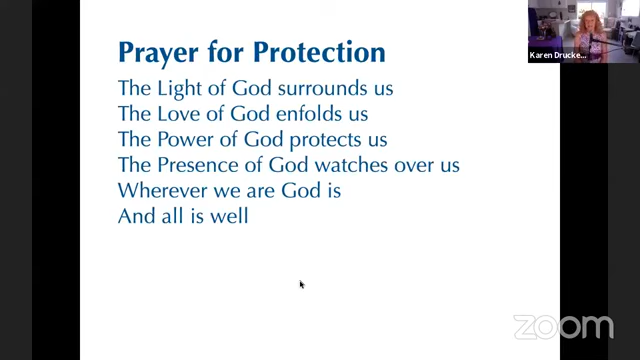 Prayer for Protection
The Light of God surrounds us
The Love of God enfolds us
The Power of God protects us
The Presence of God watches over us
Wherever we are God is
And all is well
Karen Drucke...
zoom